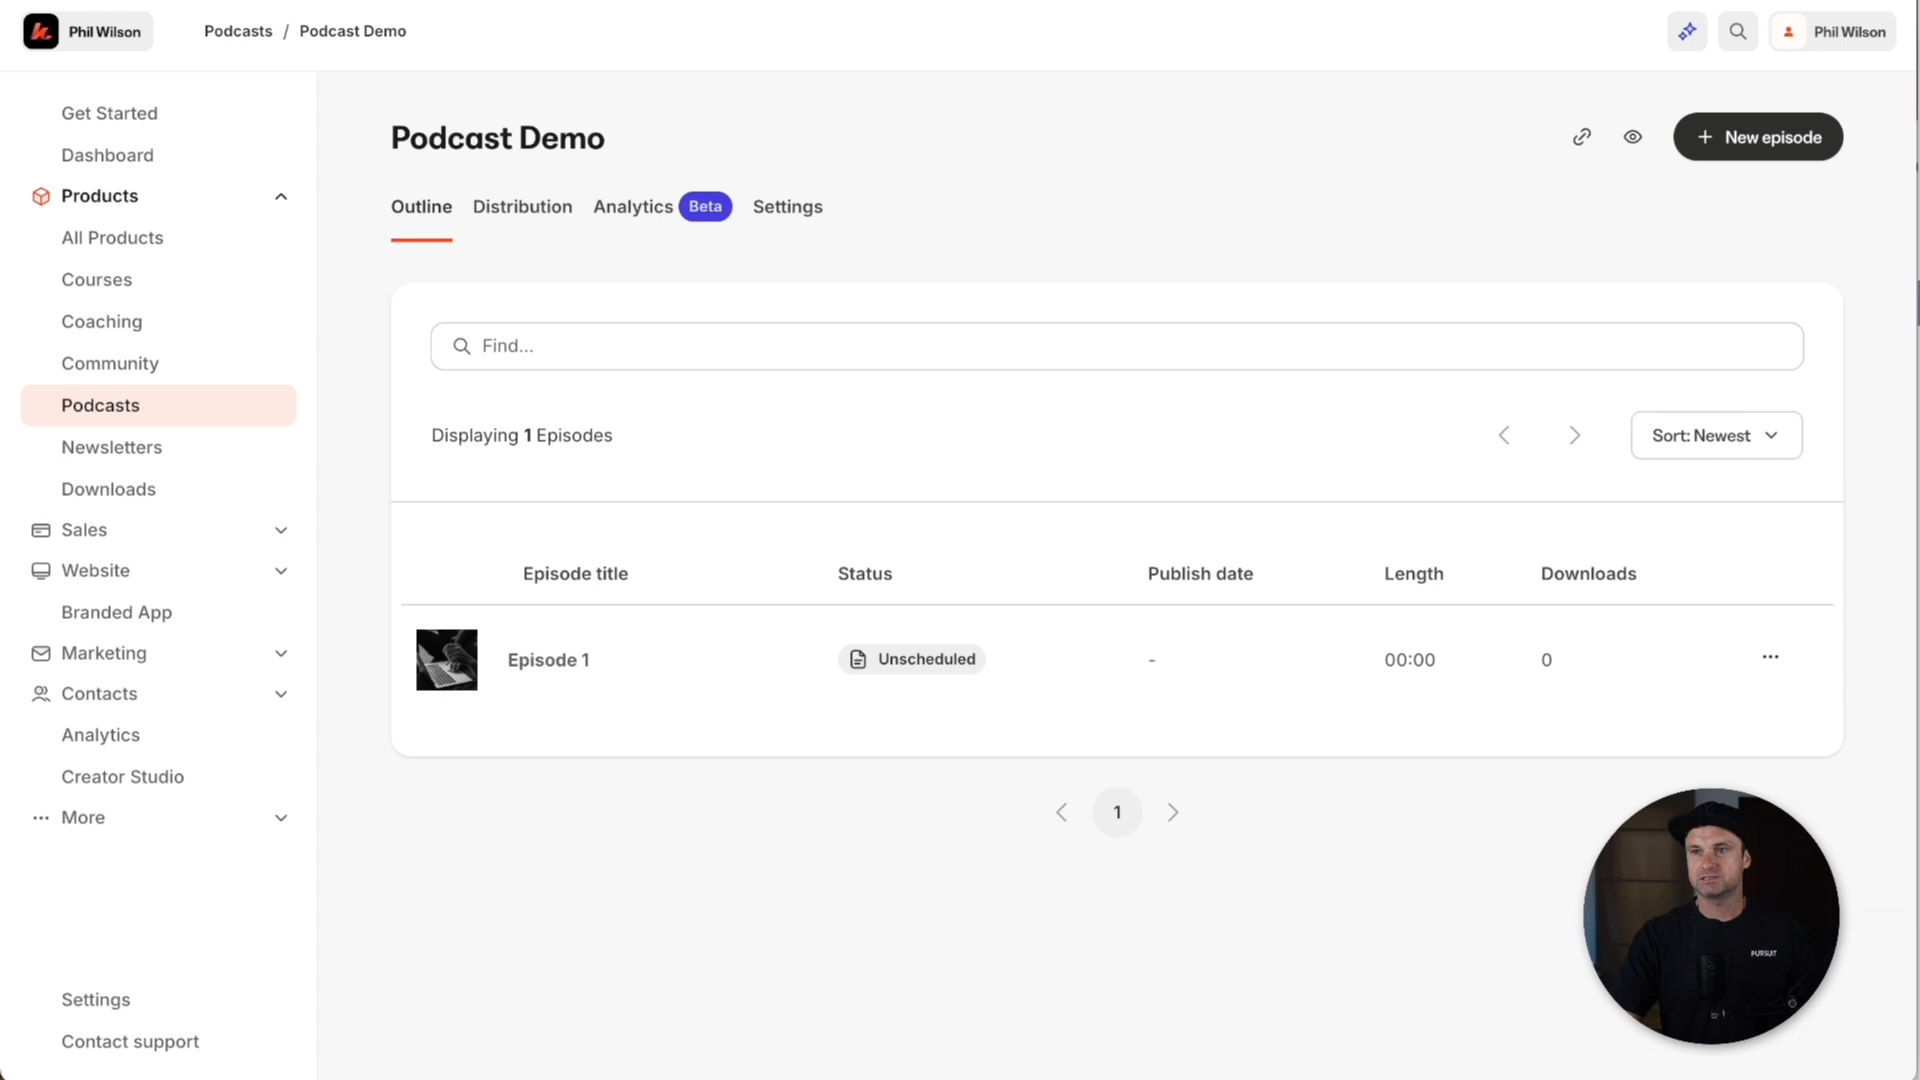 Phil Wilson
Podcasts / Podcast Demo
Phil Wilson
Get Started
Dashboard
Products
All Products
Courses
Coaching
Community
Podcasts
Newsletters
Downloads
Sales
Website
Branded App
Marketing
Contacts
Analytics
Creator Studio
More
Settings
Contact support
Podcast Demo
New episode
Outline Distribution Analytics Beta Settings
Find...
Displaying 1 Episodes
Sort: Newest
Episode title Status Publish date Length Downloads
Episode 1 Unscheduled - 00:00 0
1
PURSUIT